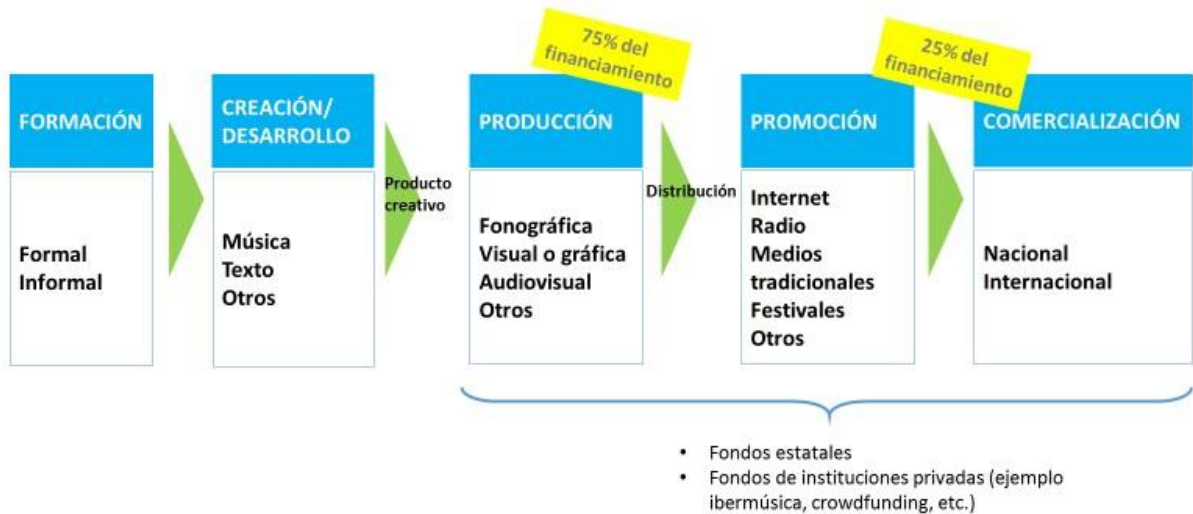 75% del
financiamiento
25% del
financiamiento
FORMACIÓN
Formal
Informal
CREACIÓN/
DESARROLLO
Música
Texto
Otros
Producto
creativo
PRODUCCIÓN
Fonográfica
Visual o gráfica
Audiovisual
Otros
Distribución
PROMOCIÓN
Internet
Radio
Medios
tradicionales
Festivales
Otros
COMERCIALIZACIÓN
Nacional
Internacional
• Fondos estatales
• Fondos de instituciones privadas (ejemplo
ibermúsica, crowdfunding, etc.)